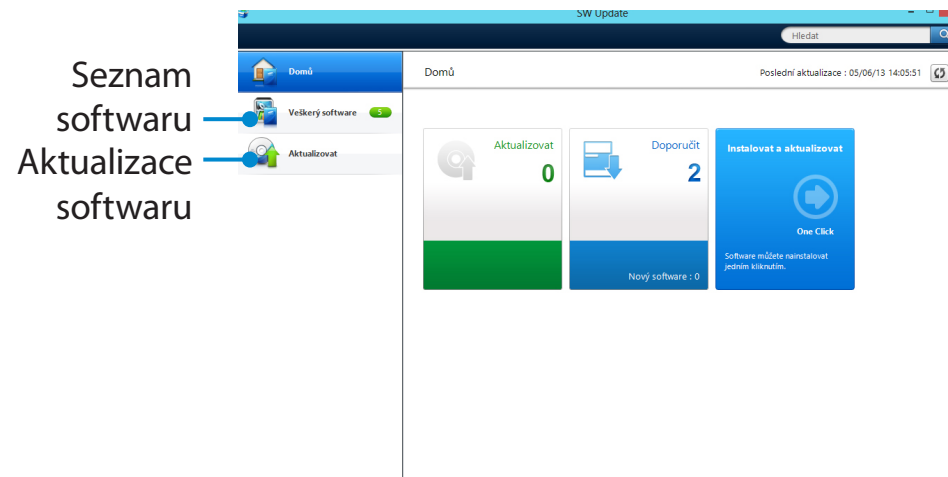 SW Update
Hledat
Seznam
softwaru
Aktualizace
softwaru
Domů
Veškerý software 5
Aktualizovat
Domů
Poslední aktualizace : 05/06/13 14:05:51
Aktualizovat
0
Doporučit
2
Nový software : 0
Instalovat a aktualizovat
One Click
Software můžete nainstalovat
jedním kliknutím.